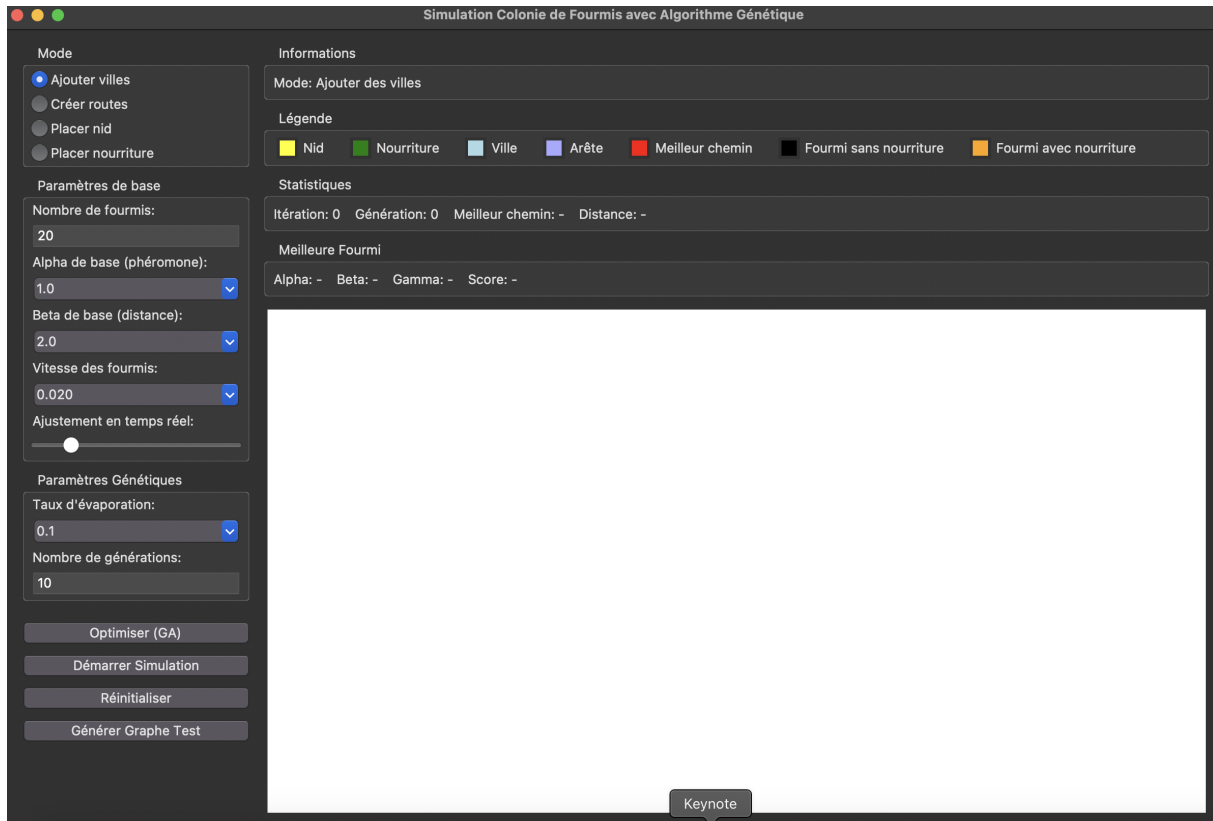 Simulation Colonie de Fourmis avec Algorithme Génétique
Mode
Ajouter villes
Créer routes
Placer nid
Placer nourriture
Paramètres de base
Nombre de fourmis:
20
Alpha de base (phéromone):
1.0
Beta de base (distance):
2.0
Vitesse des fourmis:
0.020
Ajustement en temps réel:
Paramètres Génétiques
Taux d'évaporation:
0.1
Nombre de générations:
10
Optimiser (GA)
Démarrer Simulation
Réinitialiser
Générer Graphe Test
Informations
Mode: Ajouter des villes
Légende
Nid Nourriture Ville Arête Meilleur chemin Fourmi sans nourriture Fourmi avec nourriture
Statistiques
Itération: 0 Génération: 0 Meilleur chemin: - Distance: -
Meilleure Fourmi
Alpha: - Beta: - Gamma: - Score: -
Keynote